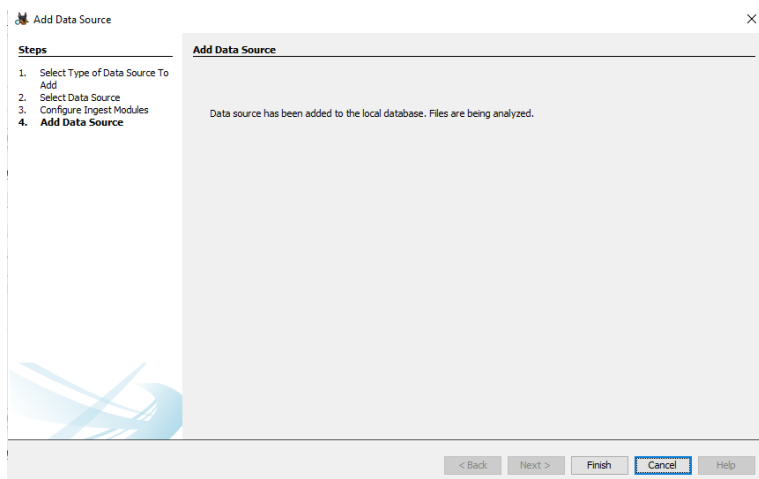 Add Data Source
Steps
1. Select Type of Data Source To
Add
2. Select Data Source
3. Configure Ingest Modules
4. Add Data Source
Add Data Source
Data source has been added to the local database. Files are being analyzed.
< Back
Next >
Finish
Cancel
Help